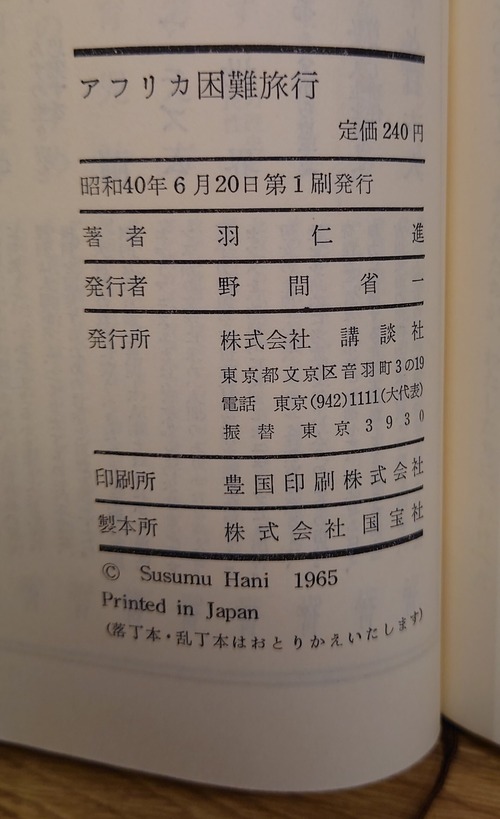 アフリカ困難旅行
定価 240 円
昭和40年 6 月20日第 1 刷発行
著者 羽仁 進
発行者 野間省一
発行所 株式会社 講談社
東京都文京区音羽町3の19
電話 東京(942)1111(大代表)
振替 東京 3930
印刷所 豊国印刷株式会社
製本所 株式会社国宝社
© Susumu Hani 1965
Printed in Japan
(落丁本・乱丁本はおとりかえいたします)